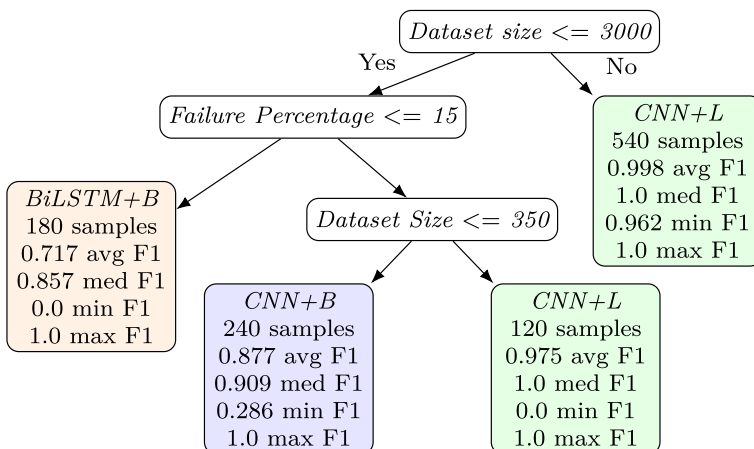 Dataset size <= 3000
Yes
No
Failure Percentage <= 15
CNN+L
540 samples
0.998 avg F1
1.0 med F1
0.962 min F1
1.0 max F1
BiLSTM+B
180 samples
0.717 avg F1
0.857 med F1
0.0 min F1
1.0 max F1
Dataset Size <= 350
CNN+B
240 samples
0.877 avg F1
0.909 med F1
0.286 min F1
1.0 max F1
CNN+L
120 samples
0.975 avg F1
1.0 med F1
0.0 min F1
1.0 max F1